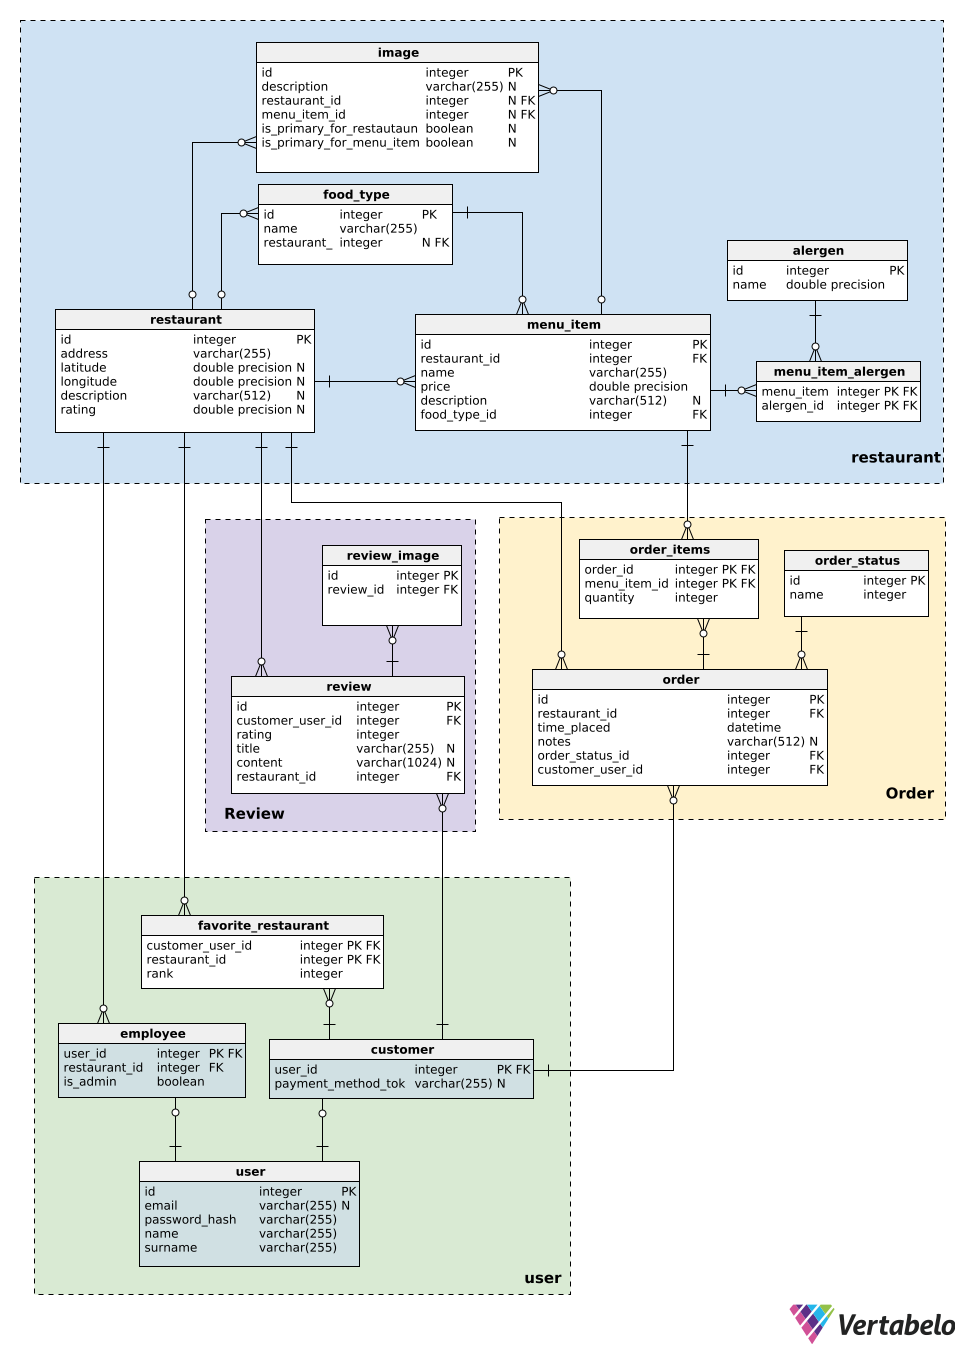 image
id integer PK
description varchar(255) N
restaurant_id integer N FK
menu_item_id integer N FK
is_primary_for_restautaun boolean N
is_primary_for_menu_item boolean N
food_type
id integer PK
name varchar(255)
restaurant_ integer N FK
alergen
id integer PK
name double precision
restaurant
id integer PK
address varchar(255)
latitude double precision N
longitude double precision N
description varchar(512) N
rating double precision N
menu_item
id integer PK
restaurant_id integer FK
name varchar(255)
price double precision
description varchar(512) N
food_type_id integer FK
menu_item_alergen
menu_item integer PK FK
alergen_id integer PK FK
restaurant
review_image
id integer PK
review_id integer FK
order_items
order_id integer PK FK
menu_item_id integer PK FK
quantity integer
order_status
id integer PK
name integer
review
id integer PK
customer_user_id integer FK
rating integer
title varchar(255) N
content varchar(1024) N
restaurant_id integer FK
Review
order
id integer PK
restaurant_id integer FK
time_placed datetime
notes varchar(512) N
order_status_id integer FK
customer_user_id integer FK
Order
favorite_restaurant
customer_user_id integer PK FK
restaurant_id integer PK FK
rank integer
employee
user_id integer PK FK
restaurant_id integer FK
is_admin boolean
customer
user_id integer PK FK
payment_method_tok varchar(255) N
user
id integer PK
email varchar(255) N
password_hash varchar(255)
name varchar(255)
surname varchar(255)
user
Vertabelo